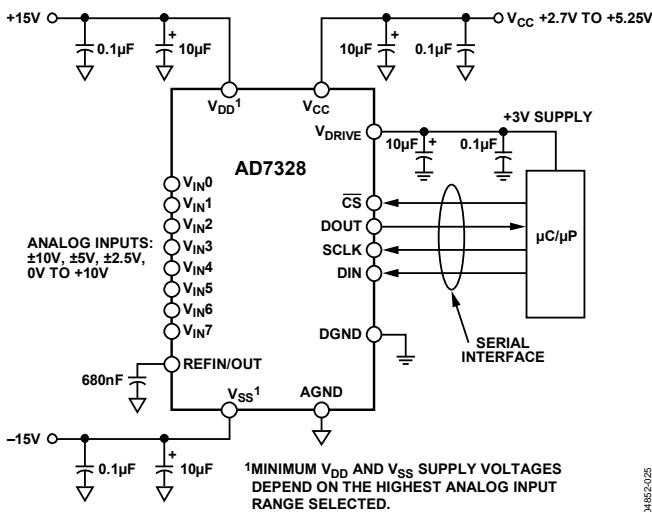 +15V
VCC +2.7V TO +5.25V
0.1µF
+
10µF
10µF
+
0.1µF
VDD1
VCC
+3V SUPPLY
VDRIVE
10µF
+
0.1µF
AD7328
VIN0
VIN1
VIN2
VIN3
VIN4
VIN5
VIN6
VIN7
ANALOG INPUTS:
±10V, ±5V, ±2.5V,
0V TO +10V
CS
DOUT
SCLK
DIN
µC/µP
DGND
SERIAL
INTERFACE
REFIN/OUT
680nF
VSS1
AGND
–15V
0.1µF
+
10µF
1MINIMUM VDD AND VSS SUPPLY VOLTAGES
DEPEND ON THE HIGHEST ANALOG INPUT
RANGE SELECTED.
04852-025